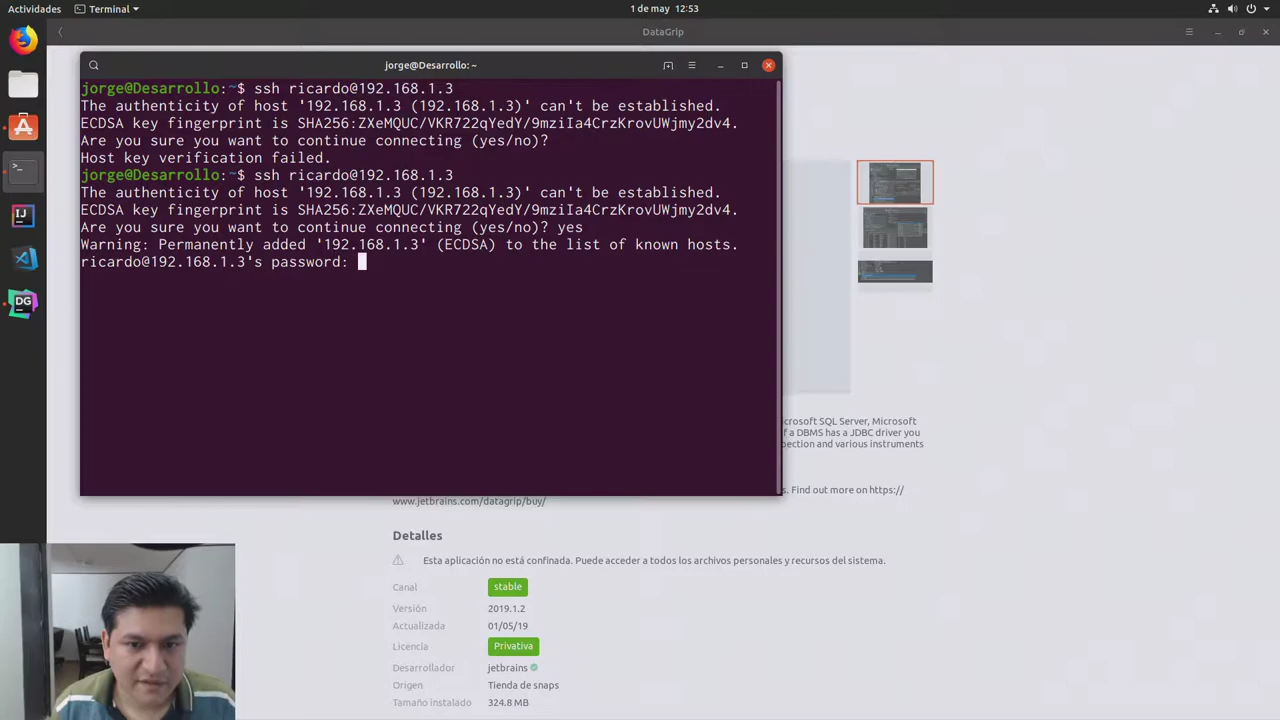 Actividades
Terminal
1 de may 12:53
DataGrip
jorge@Desarrollo: ~
jorge@Desarrollo:~$ ssh ricardo@192.168.1.3
The authenticity of host '192.168.1.3 (192.168.1.3)' can't be established.
ECDSA key fingerprint is SHA256:ZXeMQUC/VKR722qYedY/9mziIa4CrzKrovUWjmy2dv4.
Are you sure you want to continue connecting (yes/no)?
Host key verification failed.
jorge@Desarrollo:~$ ssh ricardo@192.168.1.3
The authenticity of host '192.168.1.3 (192.168.1.3)' can't be established.
ECDSA key fingerprint is SHA256:ZXeMQUC/VKR722qYedY/9mziIa4CrzKrovUWjmy2dv4.
Are you sure you want to continue connecting (yes/no)? yes
Warning: Permanently added '192.168.1.3' (ECDSA) to the list of known hosts.
ricardo@192.168.1.3's password:
crosoft SQL Server, Microsoft
f a DBMS has a JDBC driver you
pection and various instruments
s. Find out more on https://
www.jetbrains.com/datagrip/buy/
Detalles
Esta aplicación no está confinada. Puede acceder a todos los archivos personales y recursos del sistema.
Canal stable
Versión 2019.1.2
Actualizada 01/05/19
Licencia Privativa
Desarrollador jetbrains
Origen Tienda de snaps
Tamaño instalado 324.8 MB